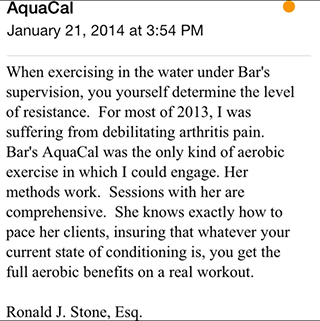 AquaCal
January 21, 2014 at 3:54 PM
When exercising in the water under Bar's
supervision, you yourself determine the level
of resistance.  For most of 2013, I was
suffering from debilitating arthritis pain.
Bar's AquaCal was the only kind of aerobic
exercise in which I could engage. Her
methods work.  Sessions with her are
comprehensive.  She knows exactly how to
pace her clients, insuring that whatever your
current state of conditioning is, you get the
full aerobic benefits on a real workout.
Ronald J. Stone, Esq.